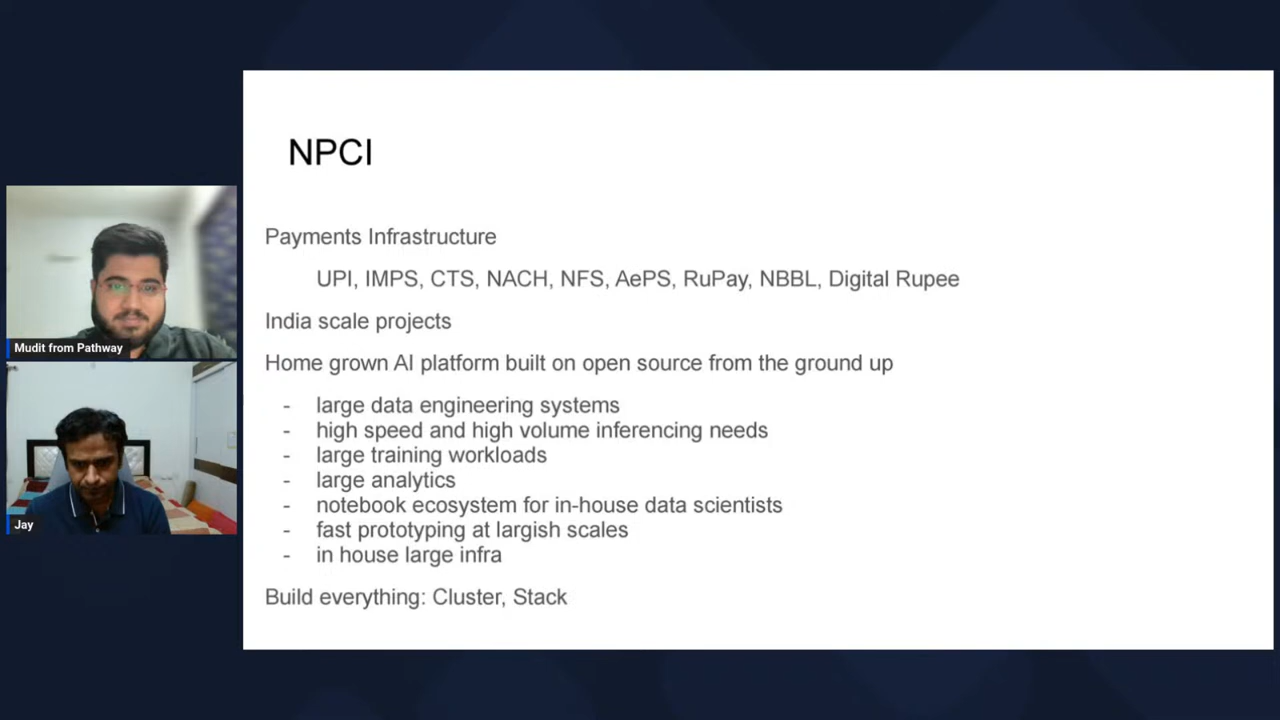 NPCI
Payments Infrastructure
UPI, IMPS, CTS, NACH, NFS, AePS, RuPay, NBBL, Digital Rupee
India scale projects
Home grown AI platform built on open source from the ground up
- large data engineering systems
- high speed and high volume inferencing needs
- large training workloads
- large analytics
- notebook ecosystem for in-house data scientists
- fast prototyping at largish scales
- in house large infra
Build everything: Cluster, Stack
Mudit from Pathway
Jay